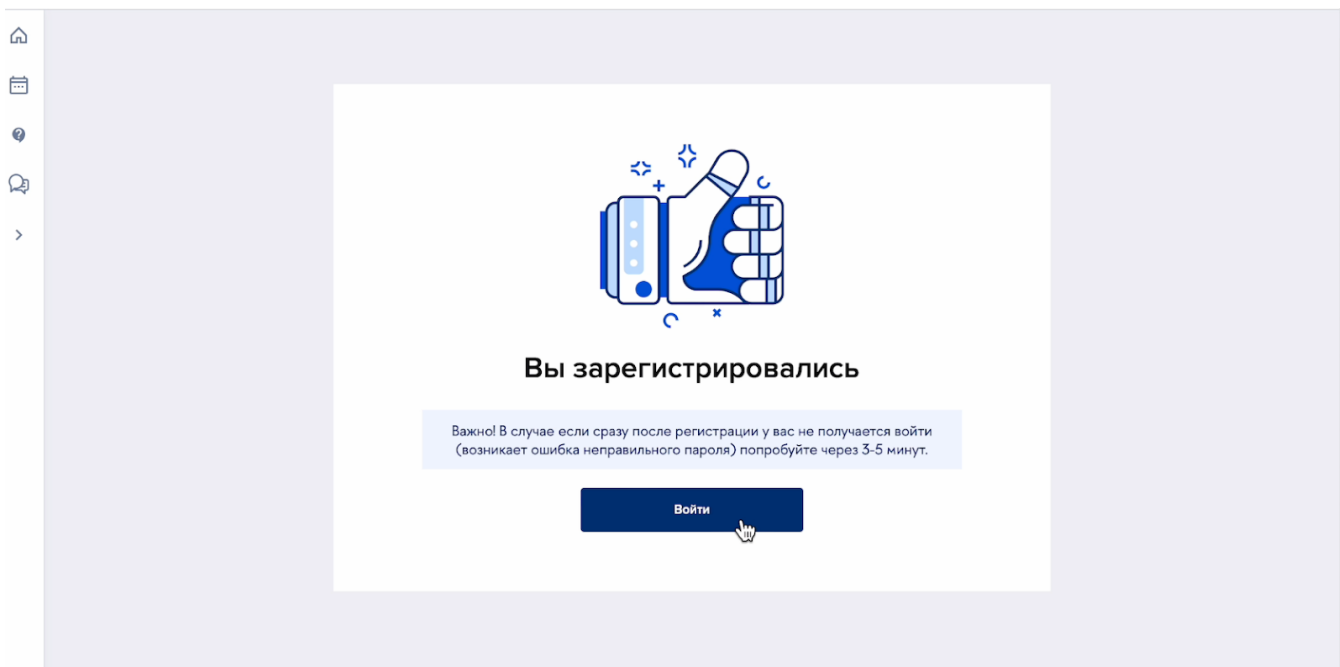 Вы зарегистрировались
Важно! В случае если сразу после регистрации у вас не получается войти
(возникает ошибка неправильного пароля) попробуйте через 3-5 минут.
Войти